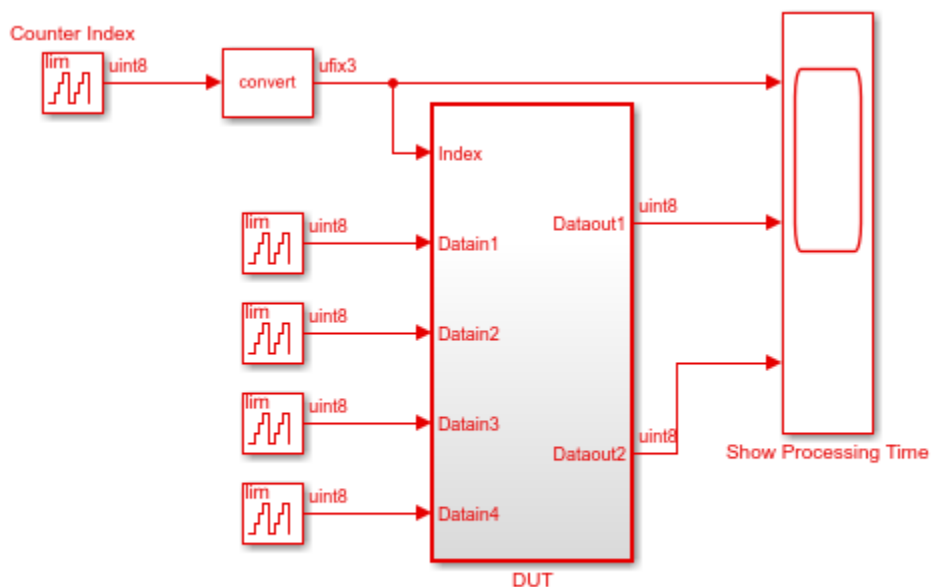 Counter Index
lim
uint8
convert
ufix3
Index
lim
uint8
Datain1
Dataout1
uint8
lim
uint8
Datain2
lim
uint8
Datain3
Dataout2
uint8
Show Processing Time
lim
uint8
Datain4
DUT